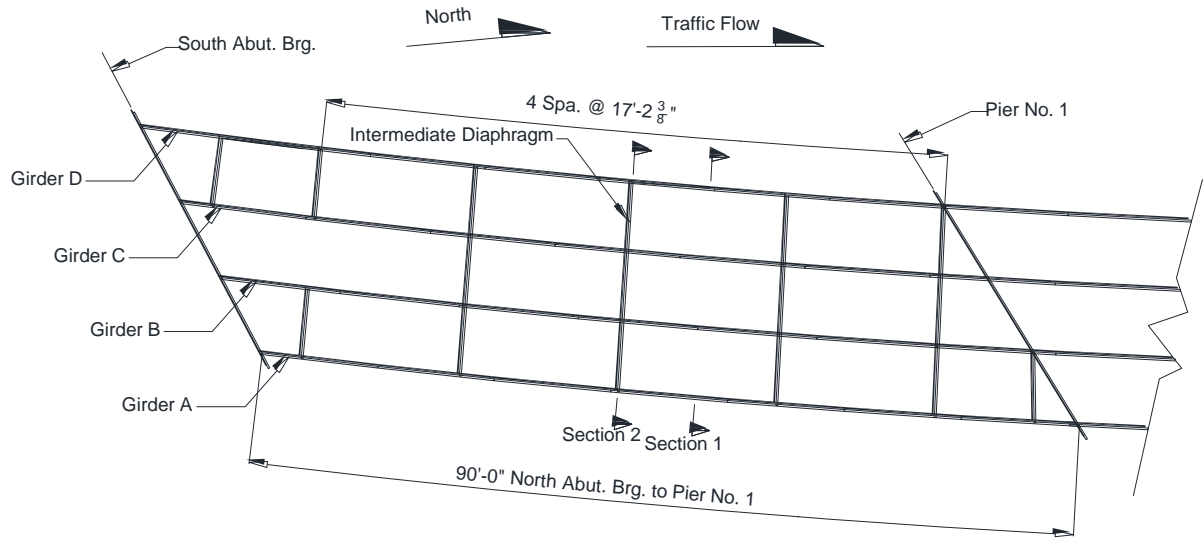 North
Traffic Flow
South Abut. Brg.
4 Spa. @ 17'-2 3/8"
Pier No. 1
Intermediate Diaphragm
Girder D
Girder C
Girder B
Girder A
Section 2
Section 1
90'-0" North Abut. Brg. to Pier No. 1